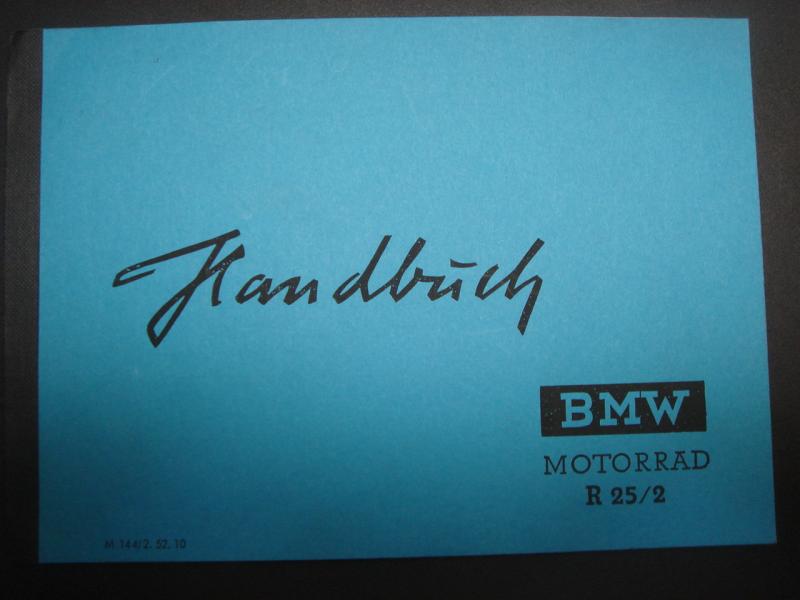 Handbuch
BMW
MOTORRAD
R 25/2
M 144/2. 52. 10